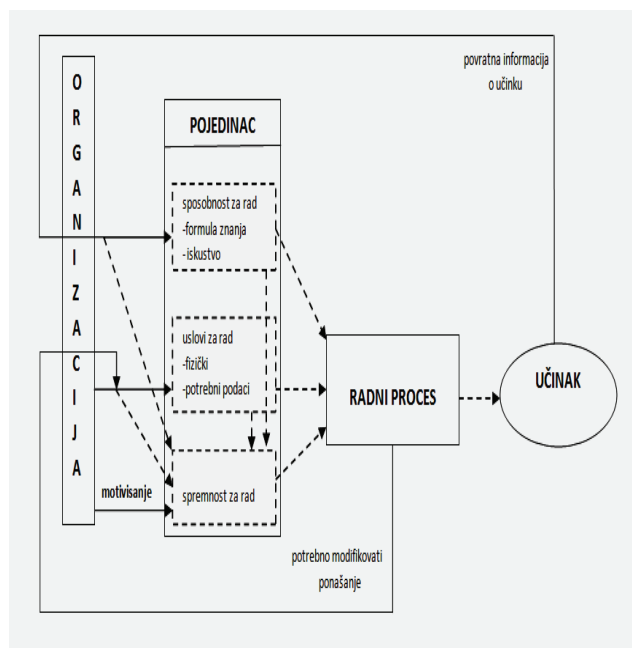 povratna informacija
o učinku
O
R
G
A
N
I
Z
A
C
I
J
A
POJEDINAC
sposobnost za rad
-formula znanja
- iskustvo
uslovi za rad
-fizički
-potrebni podaci
RADNI PROCES
UČINAK
motivisanje
spremnost za rad
potrebno modifikovati
ponašanje